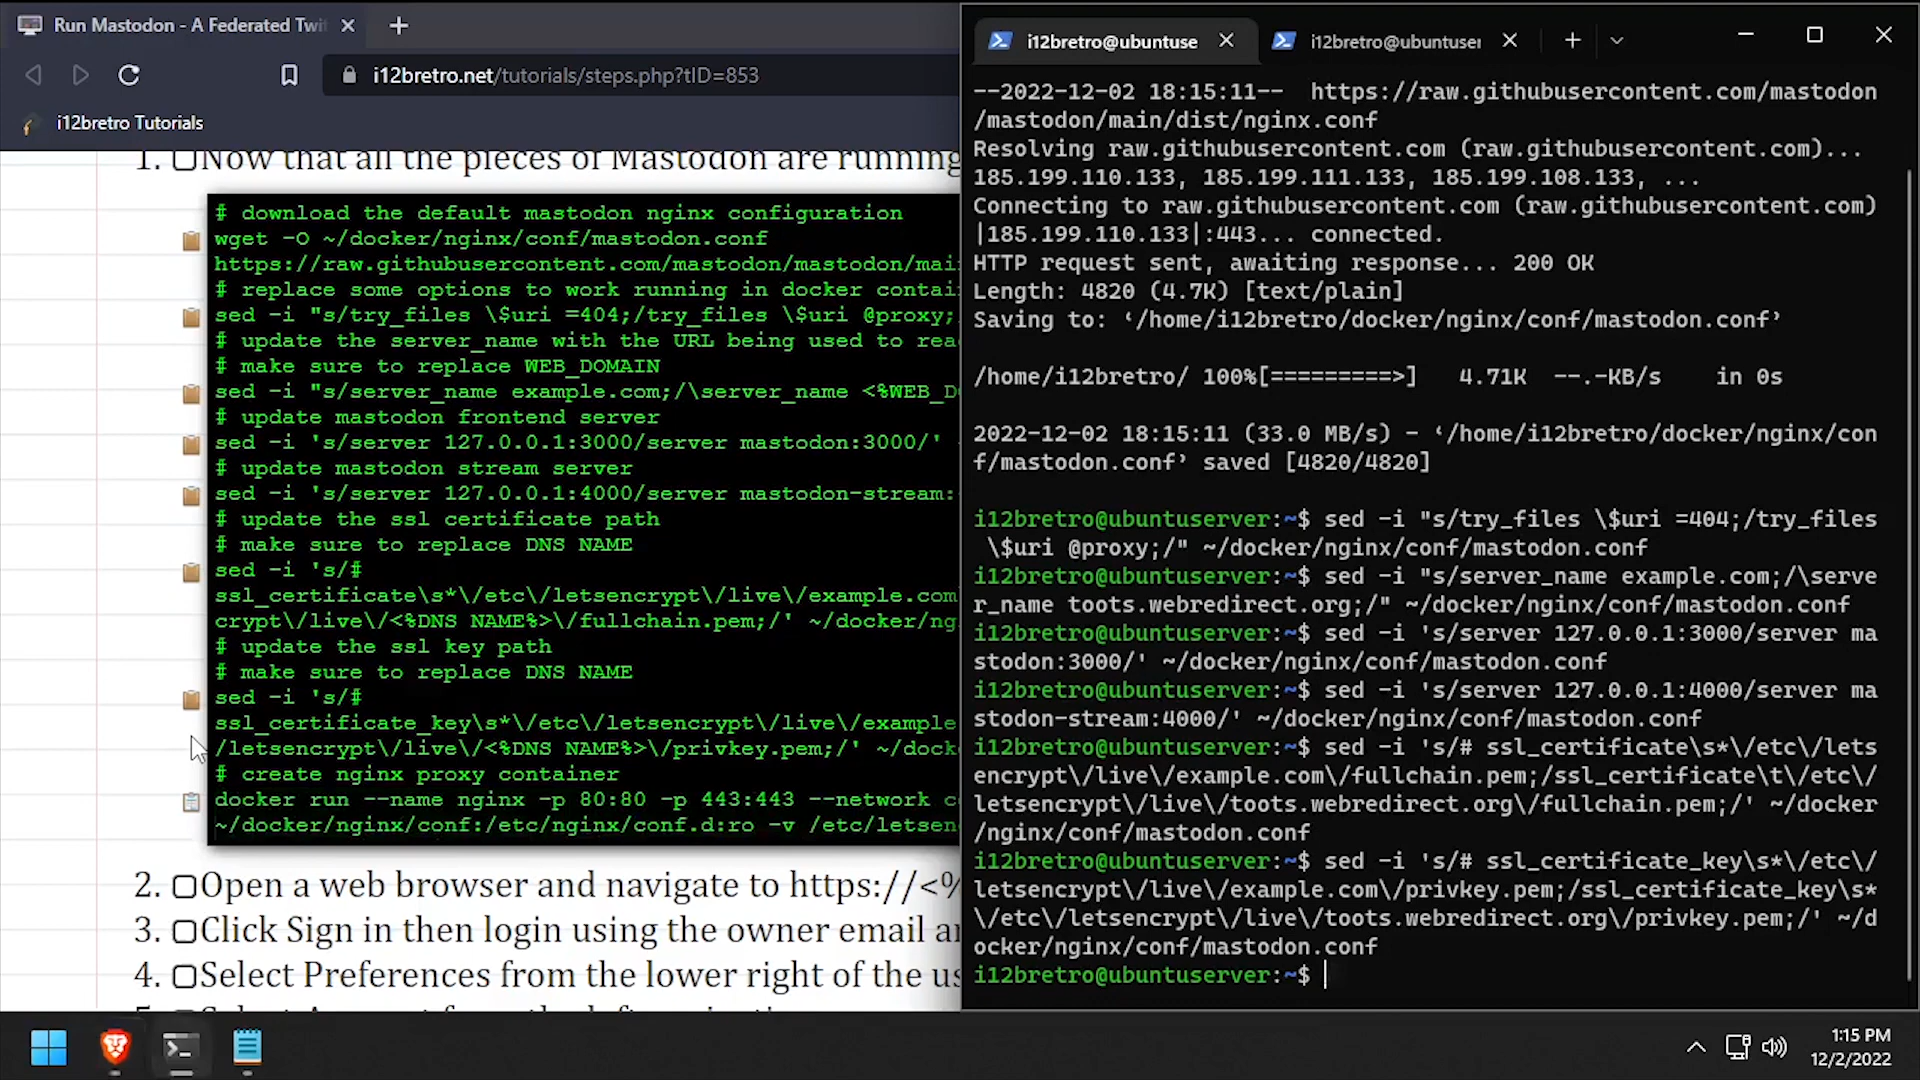 Run Mastodon - A Federated Twit
i12bretro.net/tutorials/steps.php?tID=853
i12bretro Tutorials
1. Now that all the pieces of Mastodon are running
# download the default mastodon nginx configuration
wget -O ~/docker/nginx/conf/mastodon.conf
https://raw.githubusercontent.com/mastodon/mastodon/mai
# replace some options to work running in docker contai
sed -i "s/try_files \$uri =404;/try_files \$uri @proxy;
# update the server_name with the URL being used to rea
# make sure to replace WEB_DOMAIN
sed -i "s/server_name example.com;/\server_name <%WEB_D
# update mastodon frontend server
sed -i 's/server 127.0.0.1:3000/server mastodon:3000/' ~
# update mastodon stream server
sed -i 's/server 127.0.0.1:4000/server mastodon-stream:
# update the ssl certificate path
# make sure to replace DNS NAME
sed -i 's/#
ssl_certificate\s*\/etc\/letsencrypt\/live\/example.com
crypt\/live\/<%DNS NAME%>\/fullchain.pem;/' ~/docker/ng
# update the ssl key path
# make sure to replace DNS NAME
sed -i 's/#
ssl_certificate_key\s*\/etc\/letsencrypt\/live\/example
/letsencrypt\/live\/<%DNS NAME%>\/privkey.pem;/' ~/dock
# create nginx proxy container
docker run --name nginx -p 80:80 -p 443:443 --network c
~/docker/nginx/conf:/etc/nginx/conf.d:ro -v /etc/letsen
2. Open a web browser and navigate to https://<%
3. Click Sign in then login using the owner email
4. Select Preferences from the lower right of the us
i12bretro@ubuntuse
i12bretro@ubuntuser
--2022-12-02 18:15:11--  https://raw.githubusercontent.com/mastodon
/mastodon/main/dist/nginx.conf
Resolving raw.githubusercontent.com (raw.githubusercontent.com)...
185.199.110.133, 185.199.111.133, 185.199.108.133, ...
Connecting to raw.githubusercontent.com (raw.githubusercontent.com)
|185.199.110.133|:443... connected.
HTTP request sent, awaiting response... 200 OK
Length: 4820 (4.7K) [text/plain]
Saving to: ‘/home/i12bretro/docker/nginx/conf/mastodon.conf’
/home/i12bretro/ 100%[=========>]   4.71K  --.-KB/s    in 0s
2022-12-02 18:15:11 (33.0 MB/s) - ‘/home/i12bretro/docker/nginx/con
f/mastodon.conf’ saved [4820/4820]
i12bretro@ubuntuserver:~$ sed -i "s/try_files \$uri =404;/try_files
\$uri @proxy;/" ~/docker/nginx/conf/mastodon.conf
i12bretro@ubuntuserver:~$ sed -i "s/server_name example.com;/\serve
r_name toots.webredirect.org;/" ~/docker/nginx/conf/mastodon.conf
i12bretro@ubuntuserver:~$ sed -i 's/server 127.0.0.1:3000/server ma
stodon:3000/' ~/docker/nginx/conf/mastodon.conf
i12bretro@ubuntuserver:~$ sed -i 's/server 127.0.0.1:4000/server ma
stodon-stream:4000/' ~/docker/nginx/conf/mastodon.conf
i12bretro@ubuntuserver:~$ sed -i 's/# ssl_certificate\s*\/etc\/lets
encrypt\/live\/example.com\/fullchain.pem;/ssl_certificate\t\/etc\/
letsencrypt\/live\/toots.webredirect.org\/fullchain.pem;/' ~/docker
/nginx/conf/mastodon.conf
i12bretro@ubuntuserver:~$ sed -i 's/# ssl_certificate_key\s*\/etc\/
letsencrypt\/live\/example.com\/privkey.pem;/ssl_certificate_key\s*
\/etc\/letsencrypt\/live\/toots.webredirect.org\/privkey.pem;/' ~/d
ocker/nginx/conf/mastodon.conf
i12bretro@ubuntuserver:~$
1:15 PM
12/2/2022